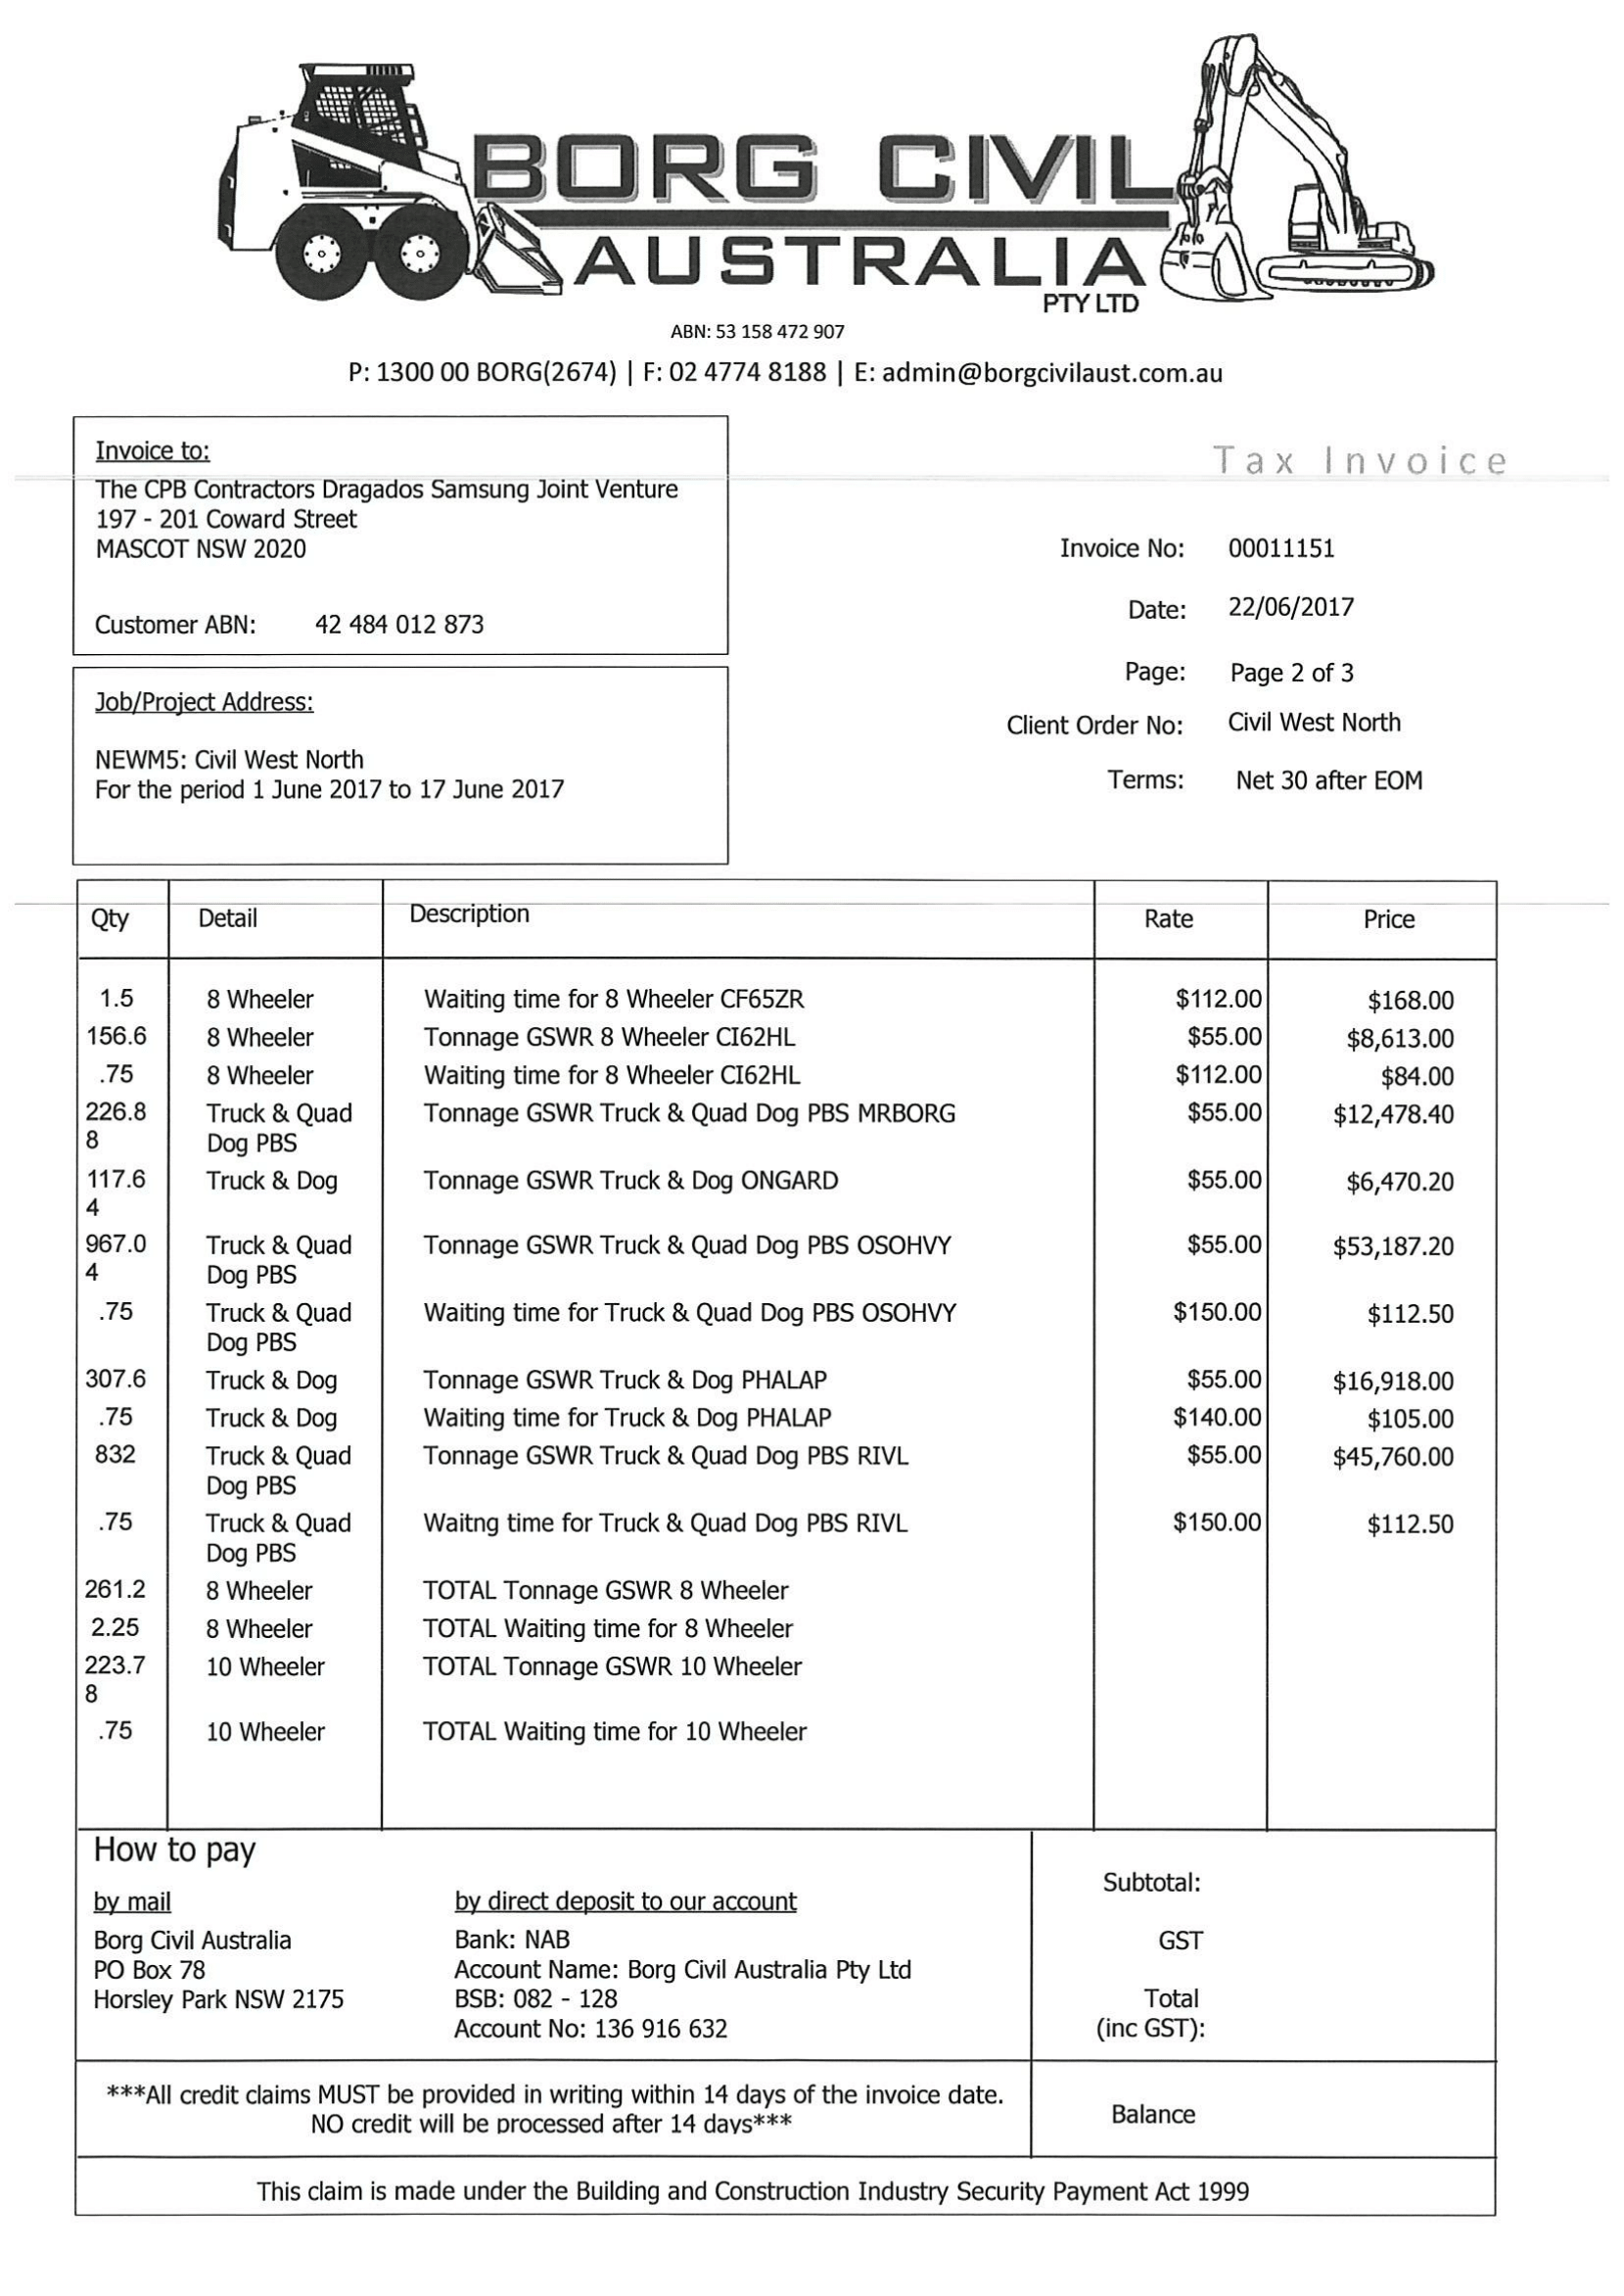 BORG CIVIL
AUSTRALIA
PTY LTD
ABN: 53 158 472 907
P: 1300 00 BORG(2674) | F: 02 4774 8188 | E: admin@borgcivilaust.com.au
Invoice to:
The CPB Contractors Dragados Samsung Joint Venture
197 - 201 Coward Street
MASCOT NSW 2020
Customer ABN: 42 484 012 873
Tax Invoice
Invoice No: 00011151
Date: 22/06/2017
Page: Page 2 of 3
Client Order No: Civil West North
Terms: Net 30 after EOM
Job/Project Address:
NEWM5: Civil West North
For the period 1 June 2017 to 17 June 2017
Qty Detail Description Rate Price
1.5 8 Wheeler Waiting time for 8 Wheeler CF65ZR $112.00 $168.00
156.6 8 Wheeler Tonnage GSWR 8 Wheeler CI62HL $55.00 $8,613.00
.75 8 Wheeler Waiting time for 8 Wheeler CI62HL $112.00 $84.00
226.8 Truck & Quad Tonnage GSWR Truck & Quad Dog PBS MRBORG $55.00 $12,478.40
8 Dog PBS
117.6 Truck & Dog Tonnage GSWR Truck & Dog ONGARD $55.00 $6,470.20
4
967.0 Truck & Quad Tonnage GSWR Truck & Quad Dog PBS OSOHVY $55.00 $53,187.20
4 Dog PBS
.75 Truck & Quad Waiting time for Truck & Quad Dog PBS OSOHVY $150.00 $112.50
Dog PBS
307.6 Truck & Dog Tonnage GSWR Truck & Dog PHALAP $55.00 $16,918.00
.75 Truck & Dog Waiting time for Truck & Dog PHALAP $140.00 $105.00
832 Truck & Quad Tonnage GSWR Truck & Quad Dog PBS RIVL $55.00 $45,760.00
Dog PBS
.75 Truck & Quad Waitng time for Truck & Quad Dog PBS RIVL $150.00 $112.50
Dog PBS
261.2 8 Wheeler TOTAL Tonnage GSWR 8 Wheeler
2.25 8 Wheeler TOTAL Waiting time for 8 Wheeler
223.7 10 Wheeler TOTAL Tonnage GSWR 10 Wheeler
8
.75 10 Wheeler TOTAL Waiting time for 10 Wheeler
How to pay
by mail
Borg Civil Australia
PO Box 78
Horsley Park NSW 2175
by direct deposit to our account
Bank: NAB
Account Name: Borg Civil Australia Pty Ltd
BSB: 082 - 128
Account No: 136 916 632
Subtotal:
GST
Total
(inc GST):
***All credit claims MUST be provided in writing within 14 days of the invoice date.
NO credit will be processed after 14 days***
Balance
This claim is made under the Building and Construction Industry Security Payment Act 1999